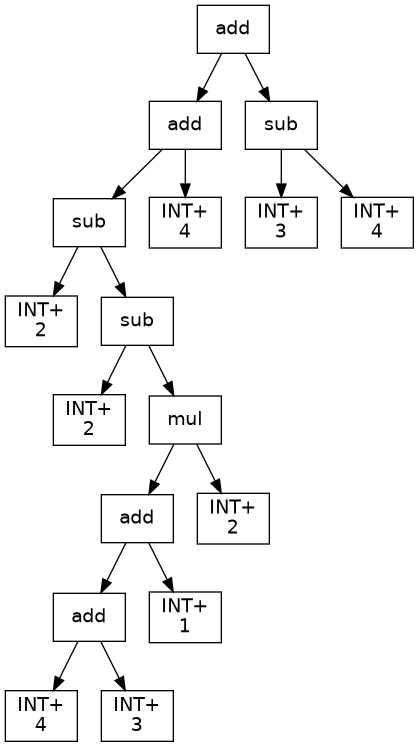 add
add
sub
sub
INT+
4
INT+
3
INT+
4
INT+
2
sub
INT+
2
mul
add
INT+
2
add
INT+
1
INT+
4
INT+
3